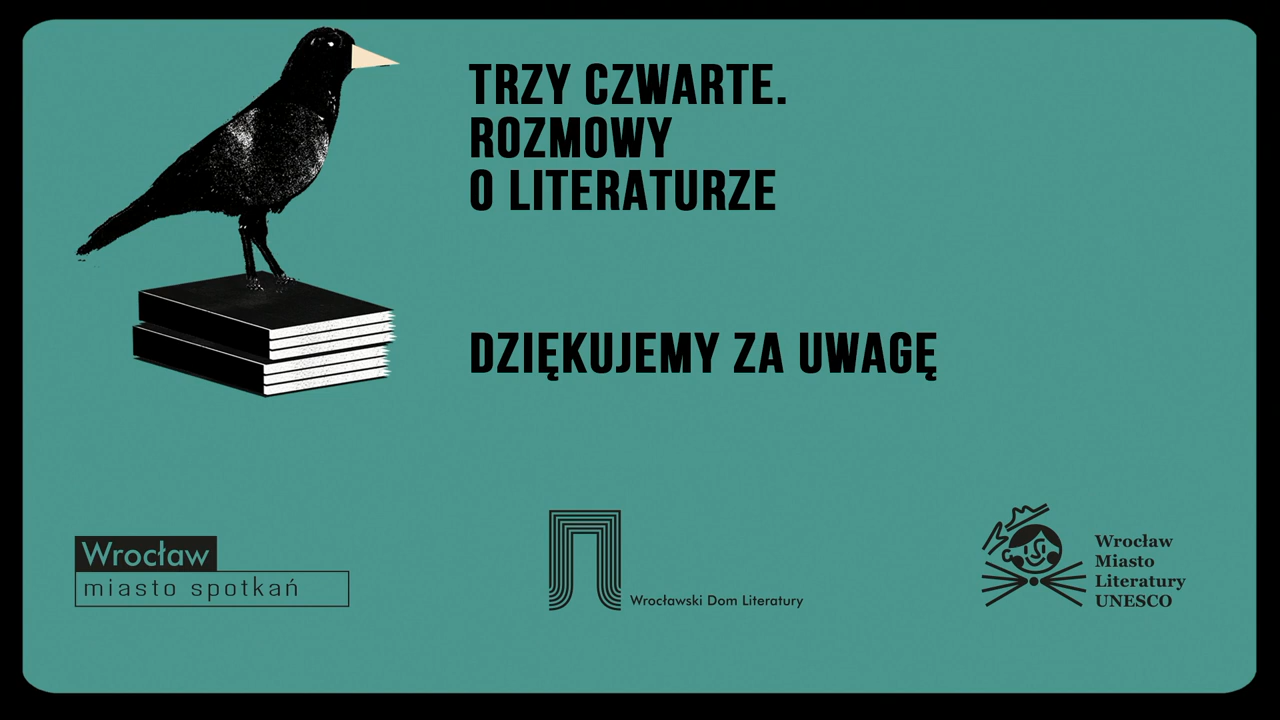 TRZY CZWARTE.
ROZMOWY
O LITERATURZE
DZIĘKUJEMY ZA UWAGĘ
Wrocław
miasto spotkań
Wrocławski Dom Literatury
Wrocław
Miasto
Literatury
UNESCO